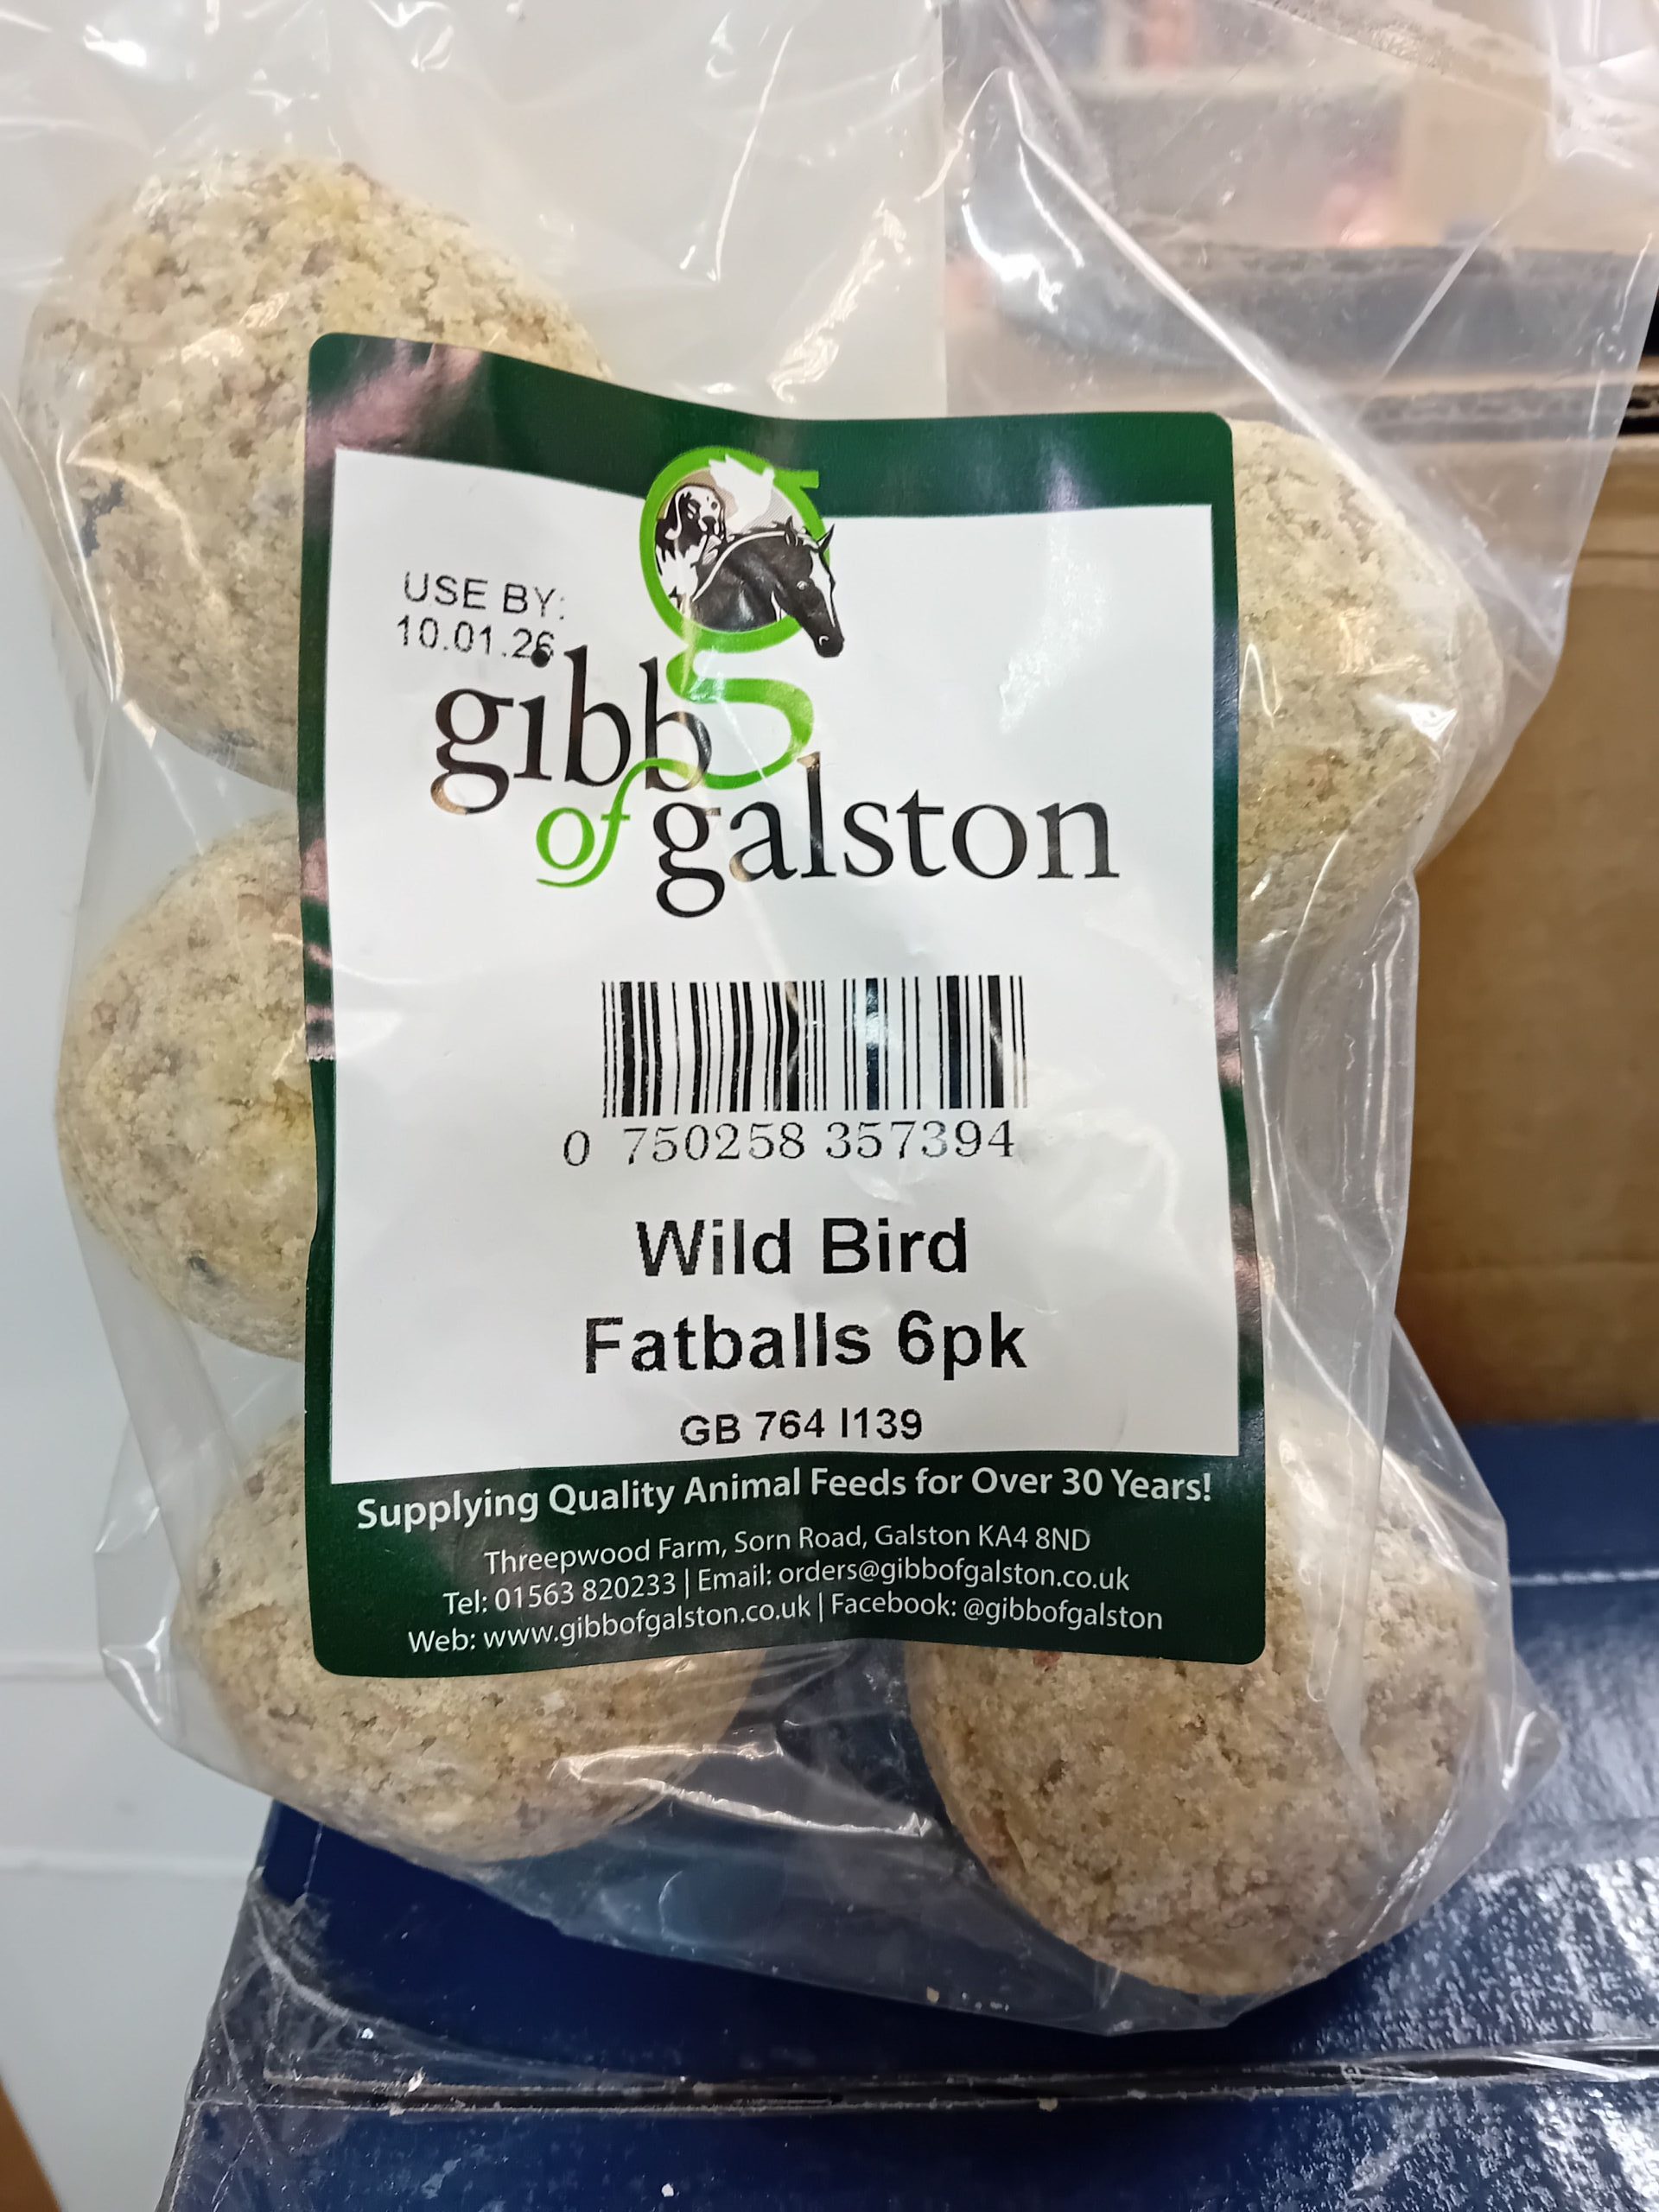 USE BY:
10.01.26
gibb
of galston
0 750258 357394
Wild Bird
Fatballs 6pk
GB 764 I139
Supplying Quality Animal Feeds for Over 30 Years!
Threepwood Farm, Sorn Road, Galston KA4 8ND
Tel: 01563 820233 | Email: orders@gibbofgalston.co.uk
Web: www.gibbofgalston.co.uk | Facebook: @gibbofgalston